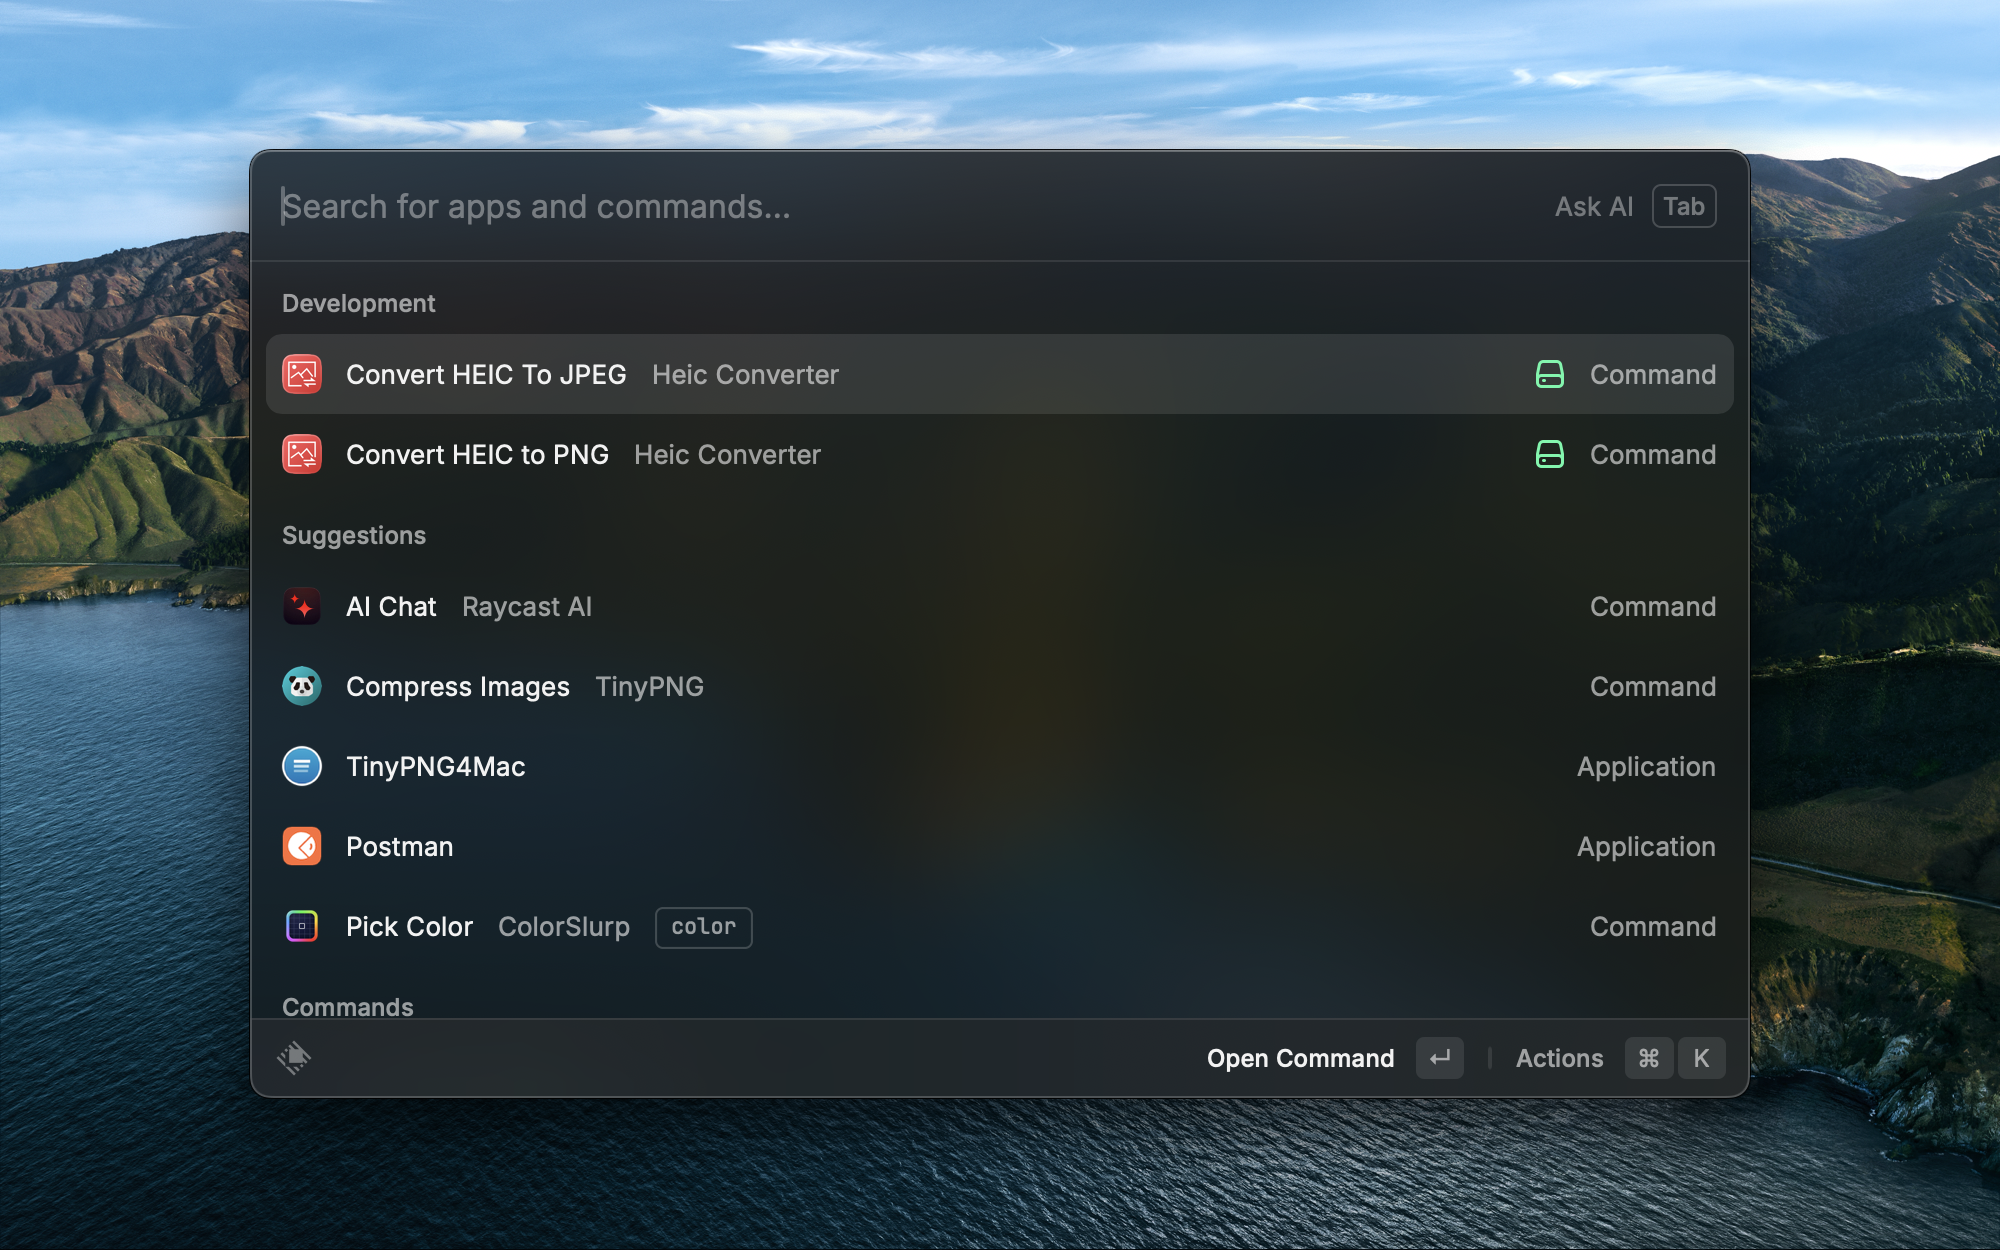 Search for apps and commands... Ask AI Tab
Development
Convert HEIC To JPEG Heic Converter Command
Convert HEIC to PNG Heic Converter Command
Suggestions
AI Chat Raycast AI Command
Compress Images TinyPNG Command
TinyPNG4Mac Application
Postman Application
Pick Color ColorSlurp color Command
Commands
Open Command ↵ Actions ⌘ K